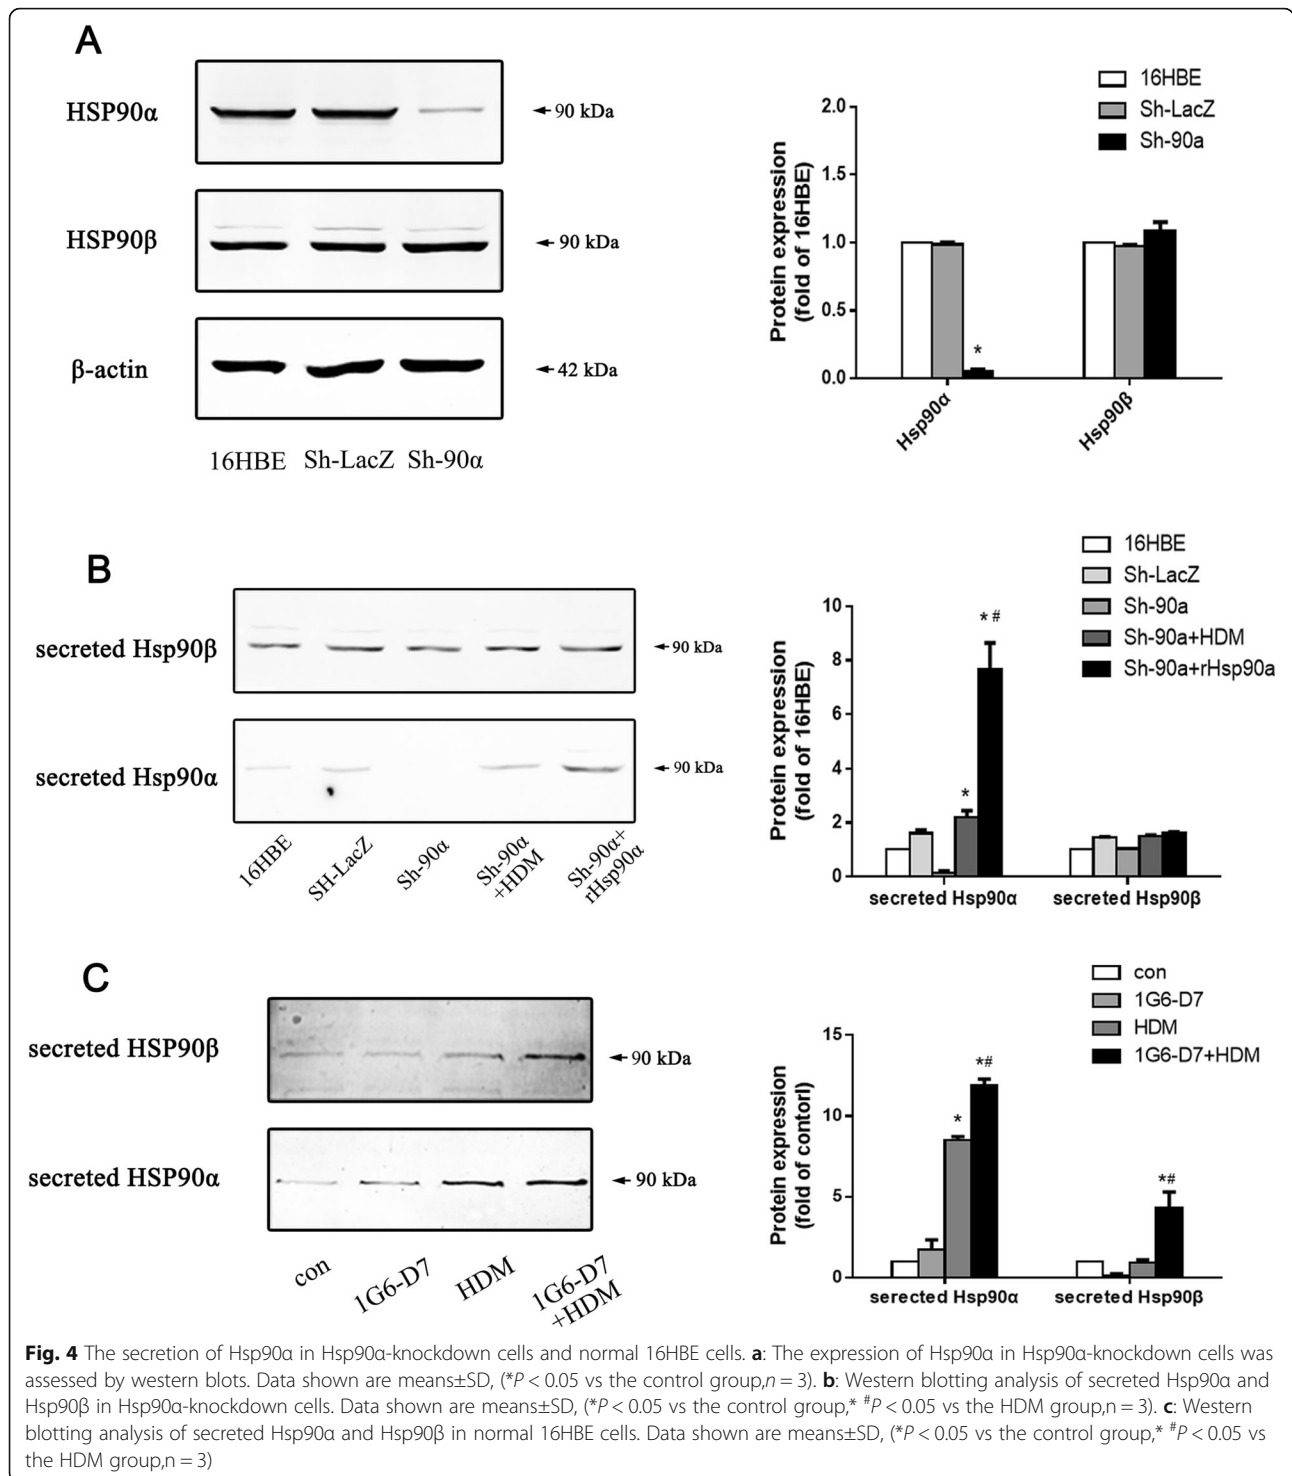 A
HSP90α
← 90 kDa
HSP90β
← 90 kDa
β-actin
← 42 kDa
16HBE Sh-LacZ Sh-90α
16HBE
Sh-LacZ
Sh-90a
Protein expression
(fold of 16HBE)
2.0
1.5
1.0
0.5
0.0
*
Hsp90α
Hsp90β
B
secreted Hsp90β
← 90 kDa
secreted Hsp90α
← 90 kDa
16HBE
SH-LacZ
Sh-90α
Sh-90α
+HDM
Sh-90α+
rHsp90α
16HBE
Sh-LacZ
Sh-90a
Sh-90a+HDM
Sh-90a+rHsp90a
Protein expression
(fold of 16HBE)
10
8
6
4
2
0
*
* #
secreted Hsp90α
secreted Hsp90β
C
secreted HSP90β
← 90 kDa
secreted HSP90α
← 90 kDa
con
1G6-D7
HDM
1G6-D7
+HDM
con
1G6-D7
HDM
1G6-D7+HDM
Protein expression
(fold of contorl)
15
10
5
0
*
*#
*#
serected Hsp90α
secreted Hsp90β
Fig. 4 The secretion of Hsp90α in Hsp90α-knockdown cells and normal 16HBE cells. a: The expression of Hsp90α in Hsp90α-knockdown cells was
assessed by western blots. Data shown are means±SD, (*P < 0.05 vs the control group,n = 3). b: Western blotting analysis of secreted Hsp90α and
Hsp90β in Hsp90α-knockdown cells. Data shown are means±SD, (*P < 0.05 vs the control group,* #P < 0.05 vs the HDM group,n = 3). c: Western
blotting analysis of secreted Hsp90α and Hsp90β in normal 16HBE cells. Data shown are means±SD, (*P < 0.05 vs the control group,* #P < 0.05 vs
the HDM group,n = 3)